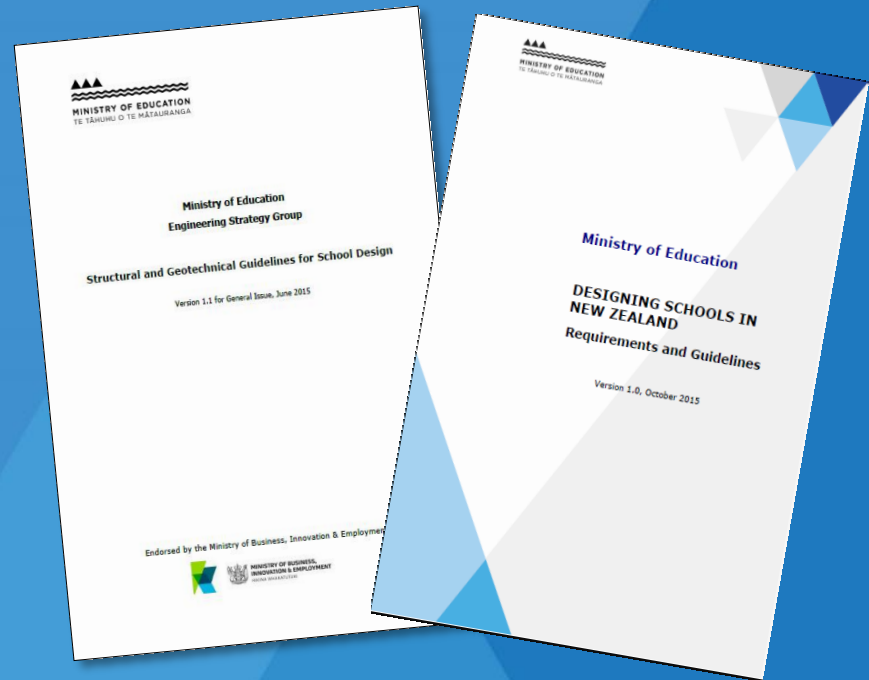 MINISTRY OF EDUCATION
TE TĀHUHU O TE MĀTAURANGA
Ministry of Education
Engineering Strategy Group
Structural and Geotechnical Guidelines for School Design
Version 1.1 for General Issue, June 2015
Endorsed by the Ministry of Business, Innovation & Employmen
MINISTRY OF BUSINESS,
INNOVATION & EMPLOYMENT
HĪKINA WHAKATUTUKI
MINISTRY OF EDUCATION
TE TĀHUHU O TE MĀTAURANGA
Ministry of Education
DESIGNING SCHOOLS IN
NEW ZEALAND
Requirements and Guidelines
Version 1.0, October 2015